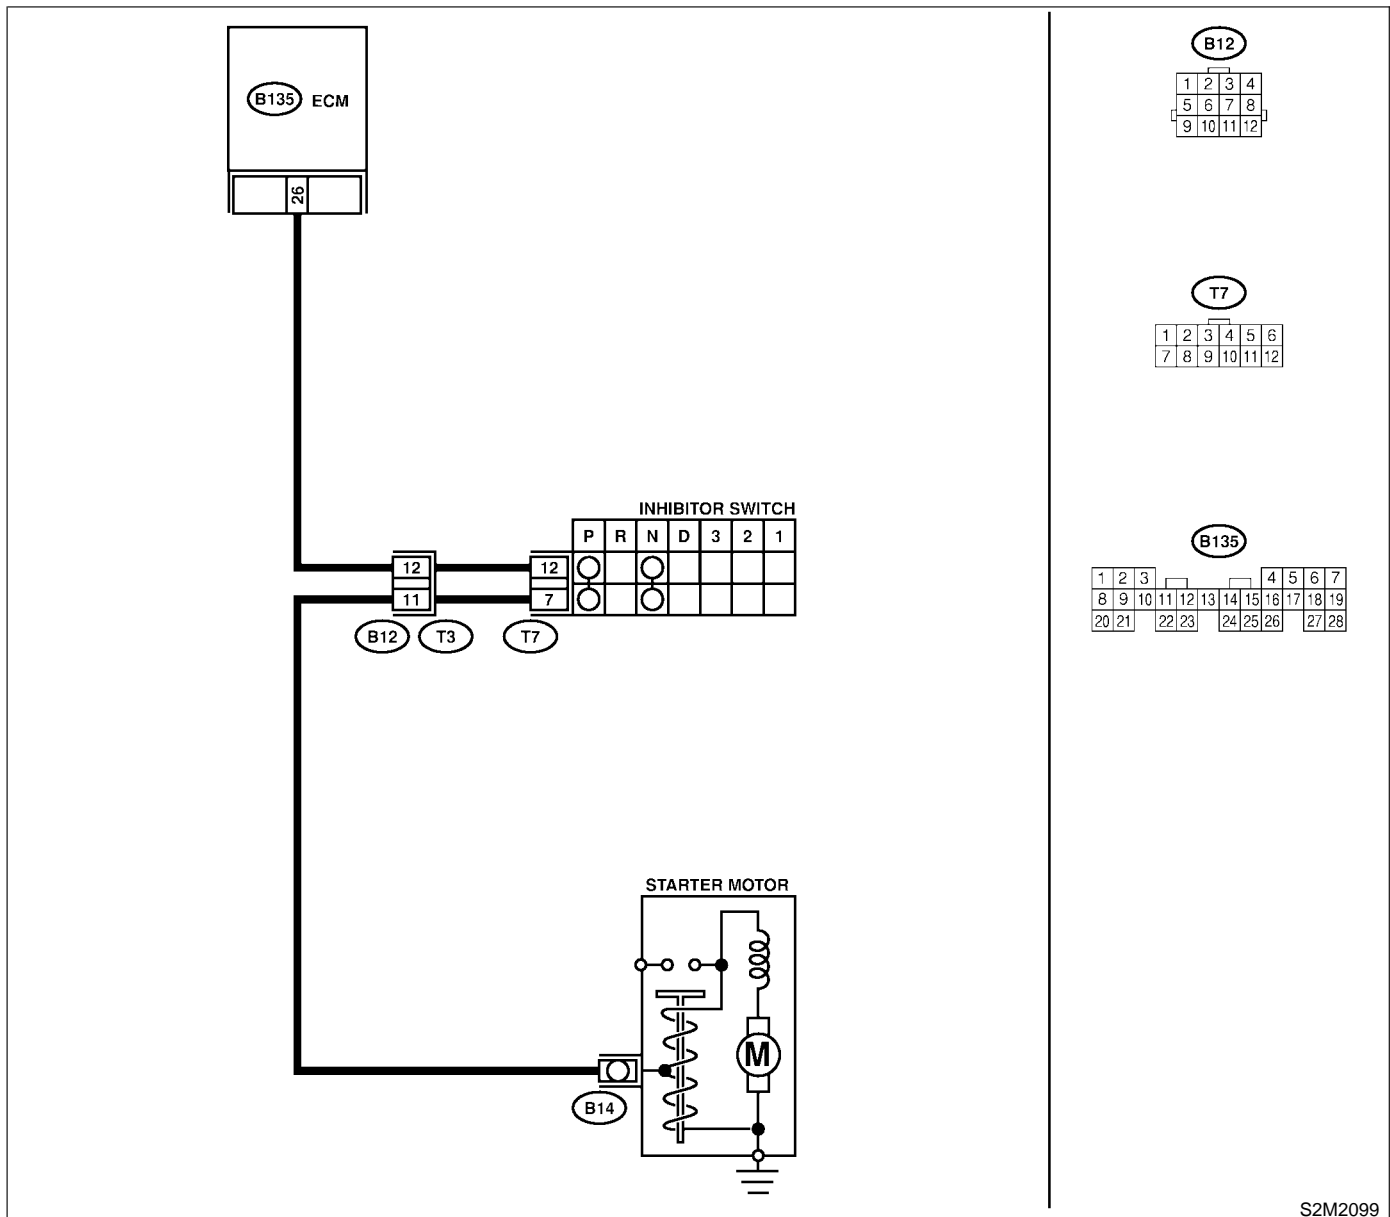 B135 ECM
26
INHIBITOR SWITCH
P R N D 3 2 1
12 12
11 7
B12 T3 T7
STARTER MOTOR
M
B14
B12
1 2 3 4
5 6 7 8
9 10 11 12
T7
1 2 3 4 5 6
7 8 9 10 11 12
B135
1 2 3 4 5 6 7
8 9 10 11 12 13 14 15 16 17 18 19
20 21 22 23 24 25 26 27 28
S2M2099